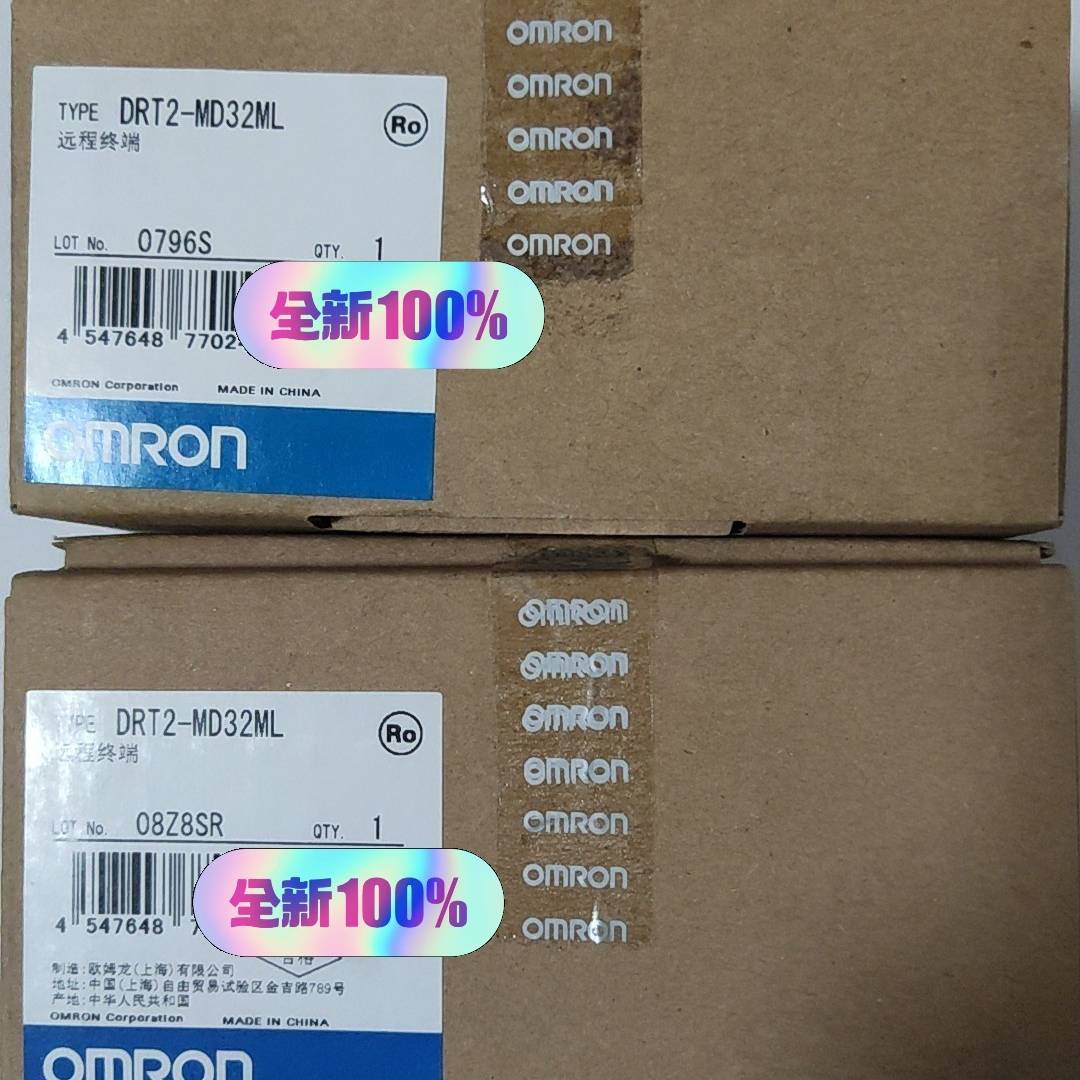 OMRON
OMRON
OMRON
OMRON
OMRON
TYPE DRT2-MD32ML
远程终端
Ro
LOT No. 0796S QTY. 1
4 547648
全新100%
OMRON Corporation MADE IN CHINA
OMRON
OMRON
OMRON
OMRON
OMRON
OMRON
OMRON
OMRON
TYPE DRT2-MD32ML
远程终端
Ro
LOT No. 08Z8SR QTY. 1
4 547648
全新100%
合格
制造:欧姆龙(上海)有限公司
地址:中国(上海)自由贸易试验区金吉路789号
产地:中华人民共和国
OMRON Corporation MADE IN CHINA
OMRON